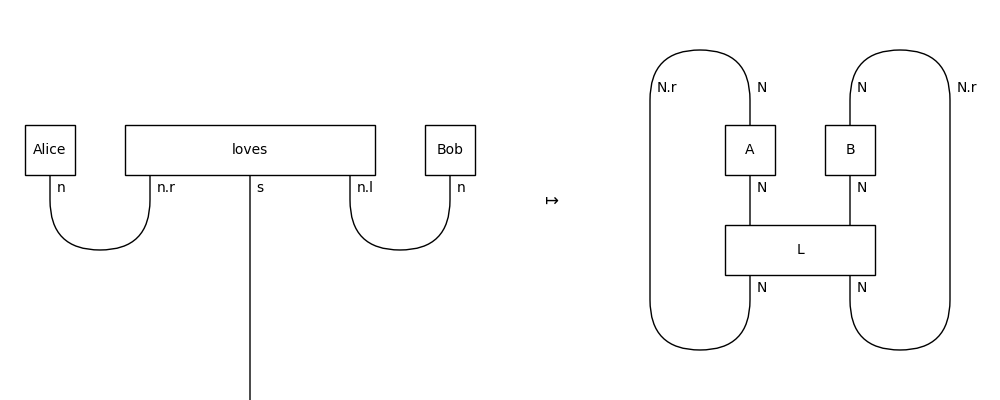 Alice loves Bob
n n.r s n.l n
↦
N.r N N N.r
A B
N N
L
N N